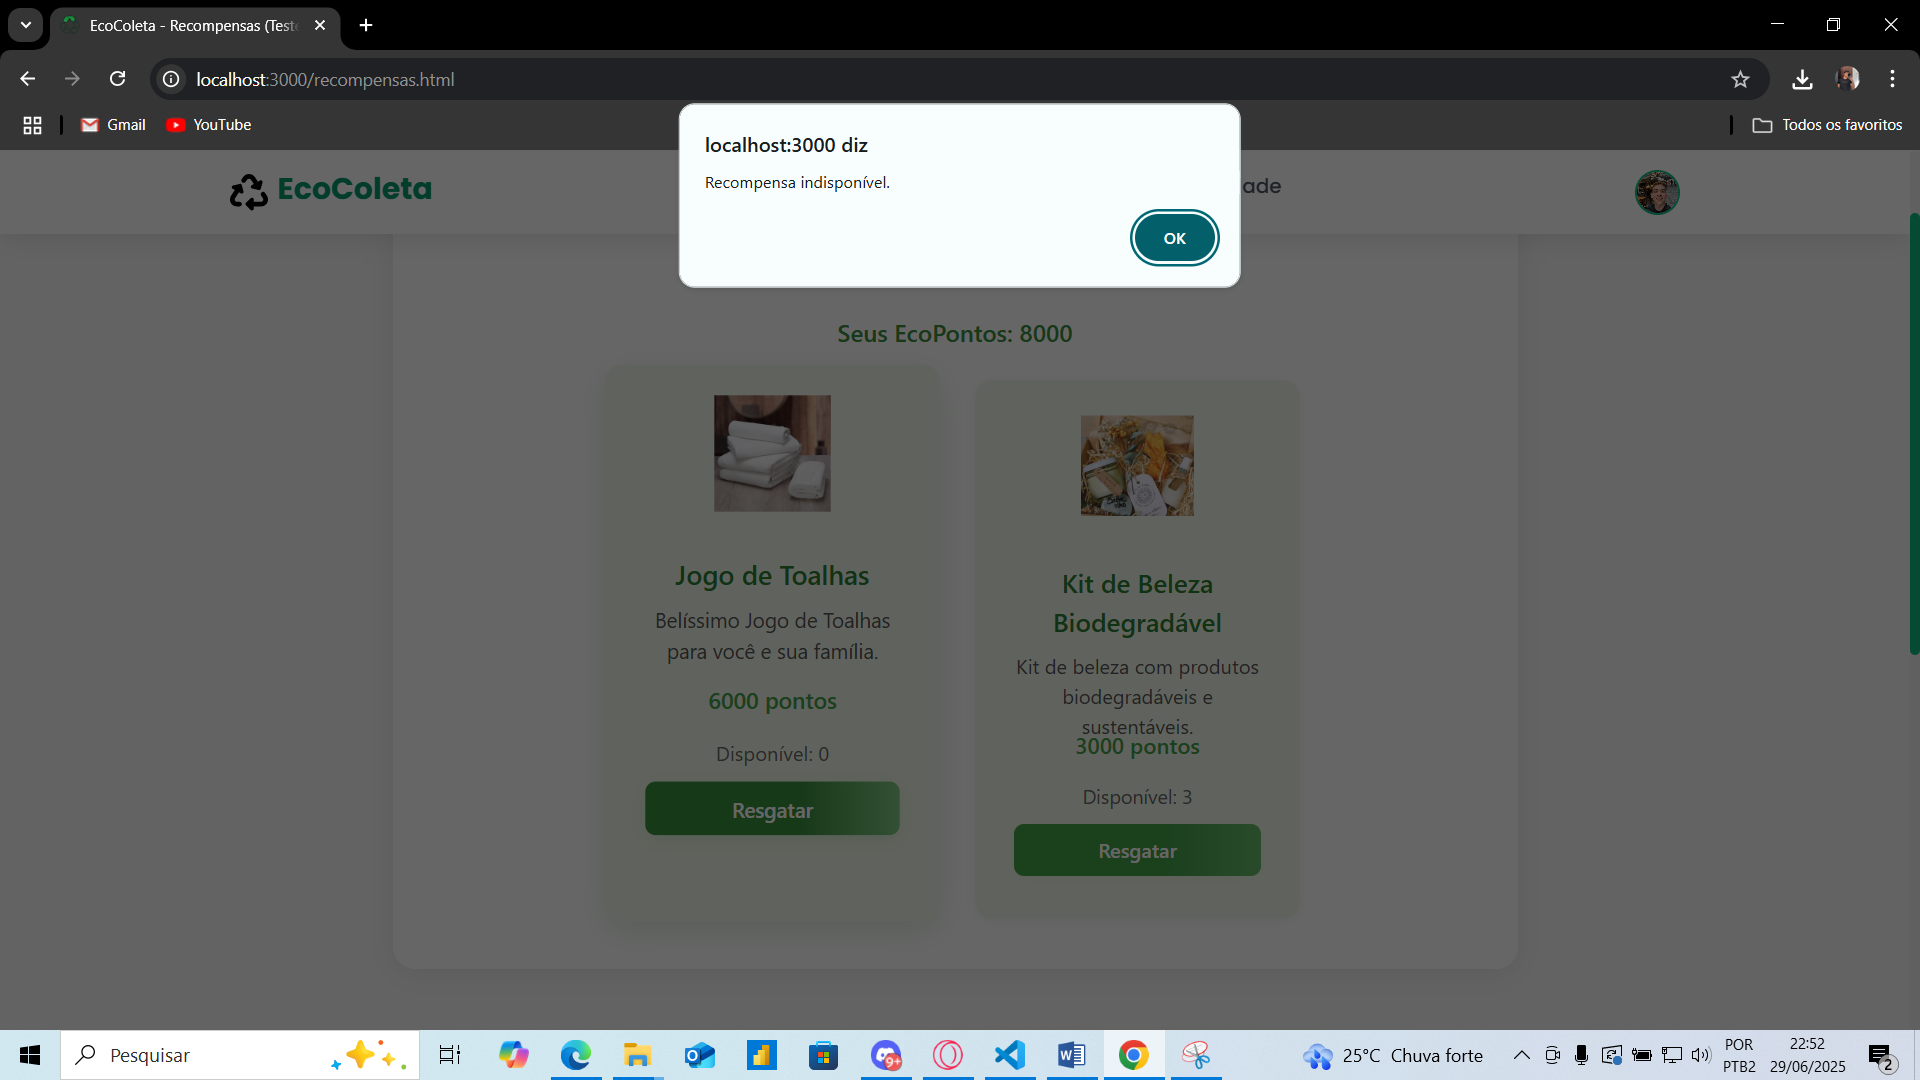 EcoColeta - Recompensas (Teste
localhost:3000/recompensas.html
Gmail
YouTube
Todos os favoritos
localhost:3000 diz
Recompensa indisponível.
OK
EcoColeta
ade
Seus EcoPontos: 8000
Jogo de Toalhas
Belíssimo Jogo de Toalhas
para você e sua família.
6000 pontos
Disponível: 0
Resgatar
Kit de Beleza
Biodegradável
Kit de beleza com produtos
biodegradáveis e
sustentáveis.
3000 pontos
Disponível: 3
Resgatar
Pesquisar
9+
25°C Chuva forte
POR
PTB2
22:52
29/06/2025
2